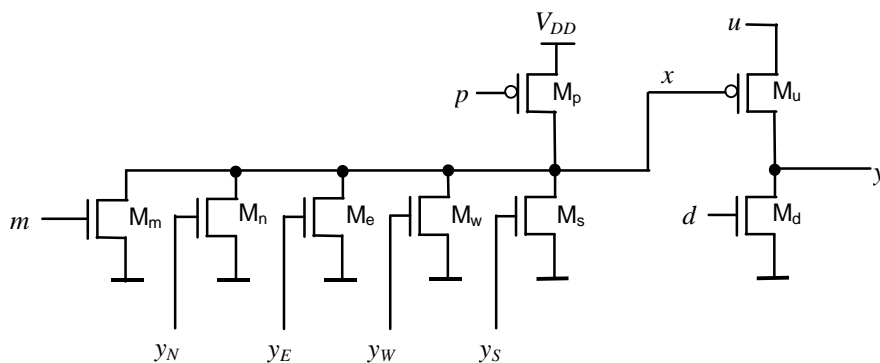 V_DD
u
x
p
M_p
M_u
y
m
M_m
M_n
M_e
M_w
M_s
d
M_d
y_N
y_E
y_W
y_S